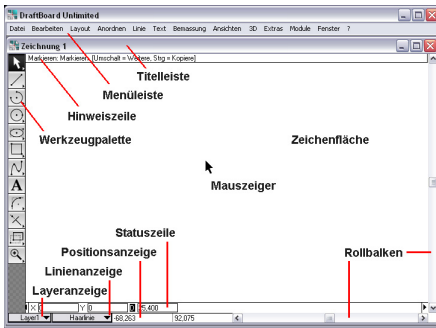 DraftBoard Unlimited
Datei Bearbeiten Layout Anordnen Linie Text Bemassung Ansichten 3D Extras Module Fenster ?
Zeichnung 1
Markieren: Markieren. [Umschalt = Weitere, Strg = Kopiere]
Titelleiste
Menüleiste
Hinweiszeile
Werkzeugpalette
Zeichenfläche
A
Mauszeiger
Statuszeile
Positionsanzeige
Rollbalken
Linienanzeige
Layeranzeige
X 0 Y 0 D 25,400
Layer1 Haarlinie -68,263 92,075